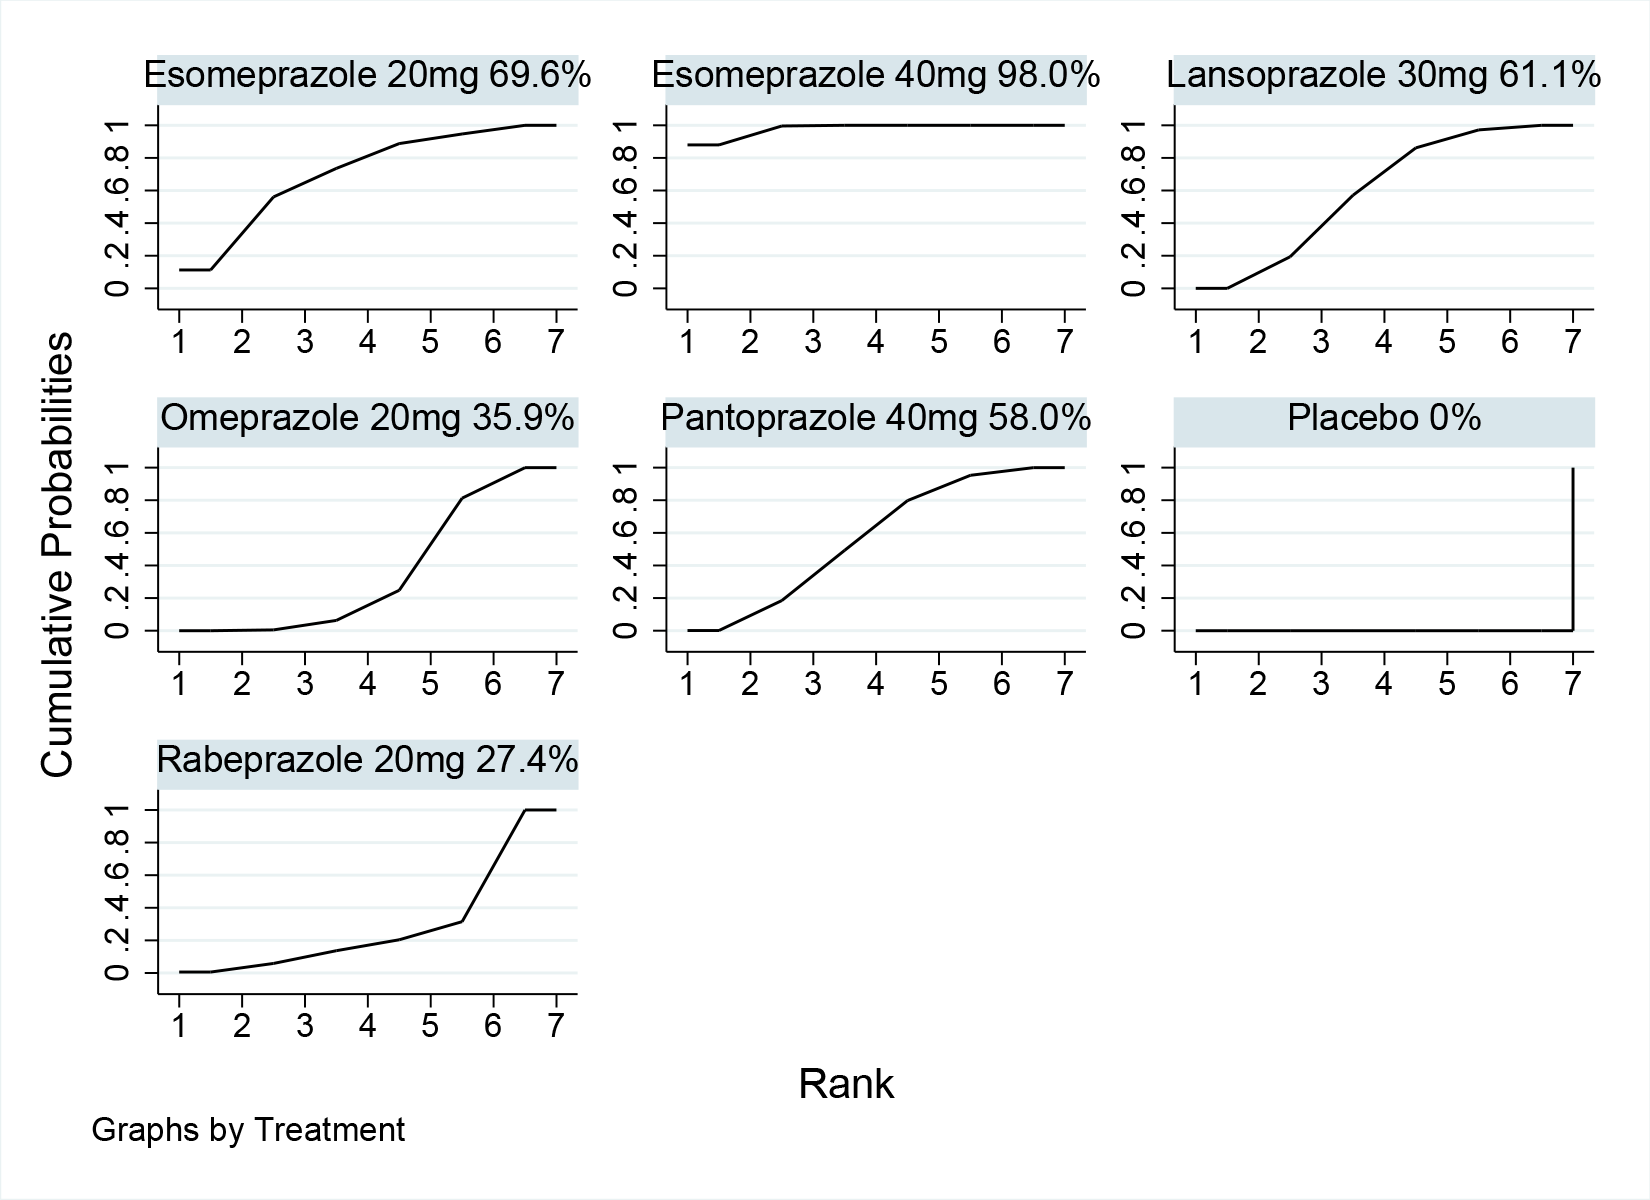 Esomeprazole 20mg 69.6%
Esomeprazole 40mg 98.0%
Lansoprazole 30mg 61.1%
0 .2 .4 .6 .8 1
0 .2 .4 .6 .8 1
0 .2 .4 .6 .8 1
1 2 3 4 5 6 7
1 2 3 4 5 6 7
1 2 3 4 5 6 7
Cumulative Probabilities
Omeprazole 20mg 35.9%
Pantoprazole 40mg 58.0%
Placebo 0%
0 .2 .4 .6 .8 1
0 .2 .4 .6 .8 1
0 .2 .4 .6 .8 1
1 2 3 4 5 6 7
1 2 3 4 5 6 7
1 2 3 4 5 6 7
Rabeprazole 20mg 27.4%
0 .2 .4 .6 .8 1
1 2 3 4 5 6 7
Rank
Graphs by Treatment